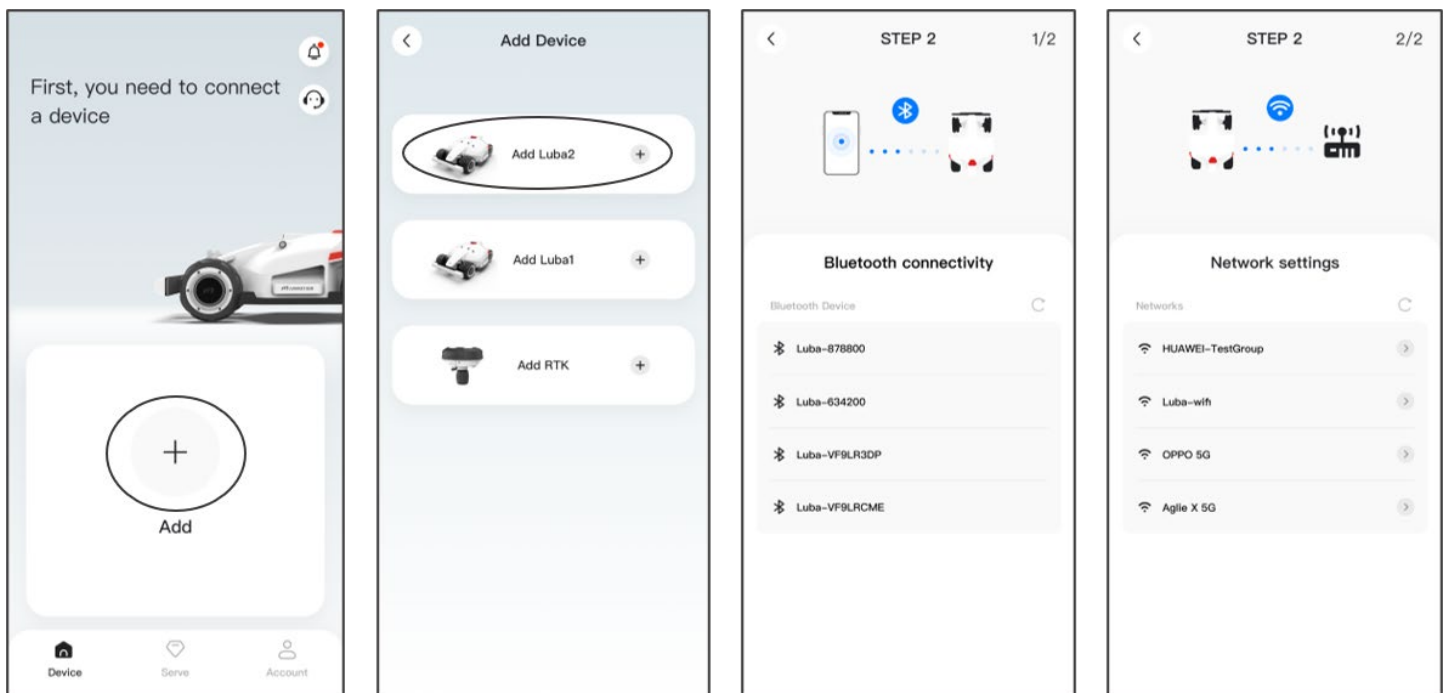 First, you need to connect
a device
Add
Device
Serve
Account
Add Device
Add Luba2
Add Luba1
Add RTK
STEP 2
1/2
Bluetooth connectivity
Bluetooth Device
Luba-878800
Luba-634200
Luba-VF9LR3DP
Luba-VF9LRCME
STEP 2
2/2
Network settings
Networks
HUAWEI-TestGroup
Luba-wifi
OPPO 5G
Aglie X 5G